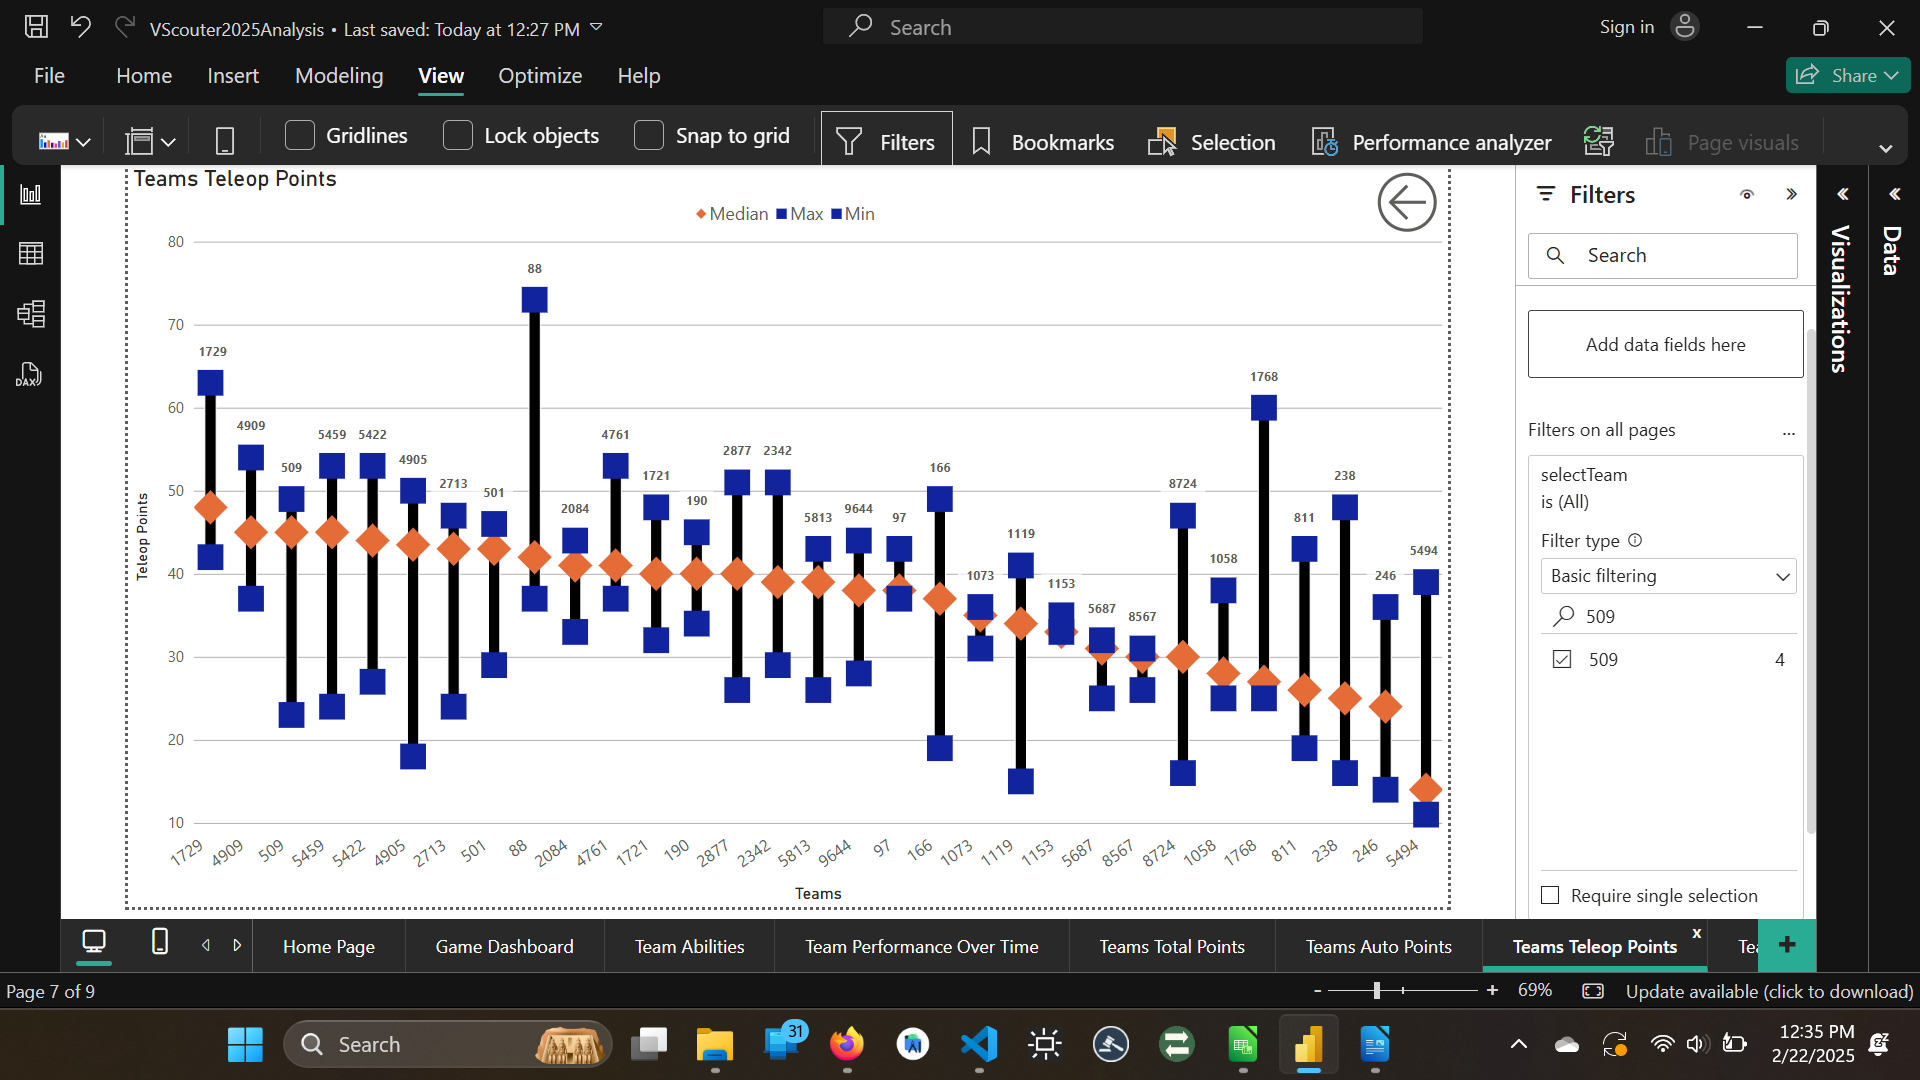 VScouter2025Analysis • Last saved: Today at 12:27 PM
Search
Sign in
File
Home
Insert
Modeling
View
Optimize
Help
Share
Gridlines
Lock objects
Snap to grid
Filters
Bookmarks
Selection
Performance analyzer
Page visuals
DAX
Teams Teleop Points
Median
Max
Min
80
70
60
50
40
30
20
10
Teleop Points
1729
4909
509
5459
5422
4905
2713
501
88
2084
4761
1721
190
2877
2342
5813
9644
97
166
1073
1119
1153
5687
8567
8724
1058
1768
811
238
246
5494
1729
4909
509
5459
5422
4905
2713
501
88
2084
4761
1721
190
2877
2342
5813
9644
97
166
1073
1119
1153
5687
8567
8724
1058
1768
811
238
246
5494
Teams
Filters
Search
Add data fields here
Filters on all pages
...
selectTeam
is (All)
Filter type
Basic filtering
509
509 4
Require single selection
Visualizations
Data
Home Page
Game Dashboard
Team Abilities
Team Performance Over Time
Teams Total Points
Teams Auto Points
Teams Teleop Points
x
Page 7 of 9
- + 69%
Update available (click to download)
Search
31
12:35 PM
2/22/2025